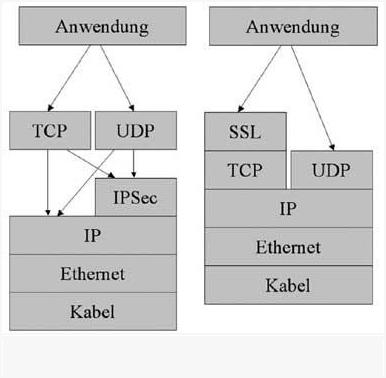 Anwendung
TCP
UDP
IPSec
IP
Ethernet
Kabel
Anwendung
SSL
TCP
UDP
IP
Ethernet
Kabel